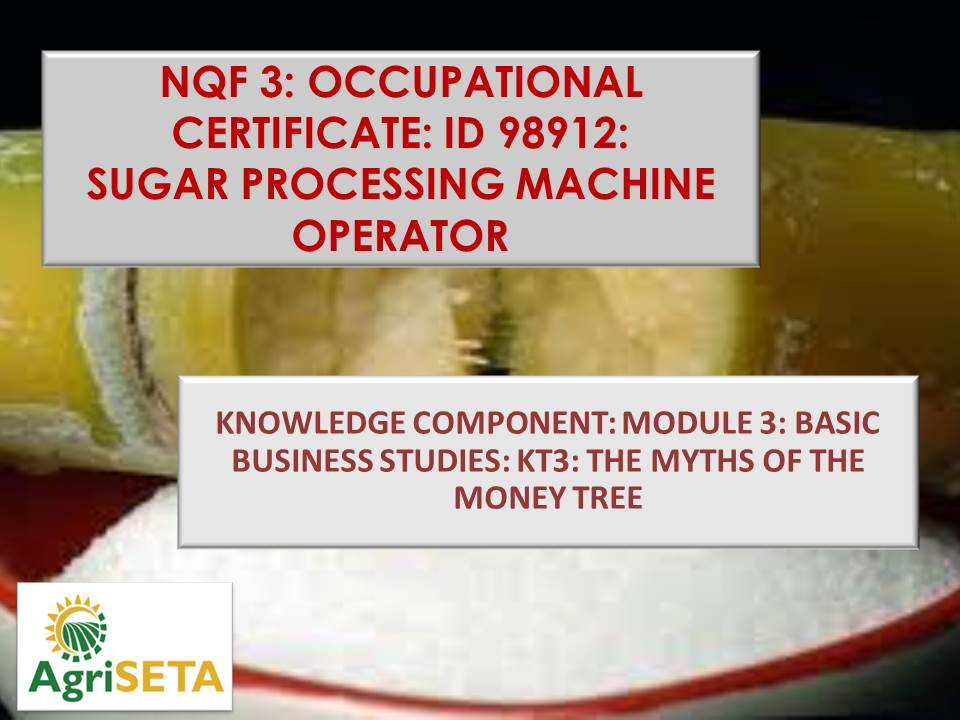 NQF 3: OCCUPATIONAL
CERTIFICATE: ID 98912:
SUGAR PROCESSING MACHINE
OPERATOR
KNOWLEDGE COMPONENT: MODULE 3: BASIC
BUSINESS STUDIES: KT3: THE MYTHS OF THE
MONEY TREE
AgriSETA